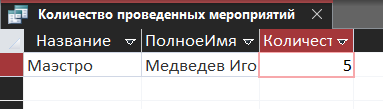 Количество проведенных мероприятий
Название ПолноеИмя Количест
Маэстро Медведев Иго 5